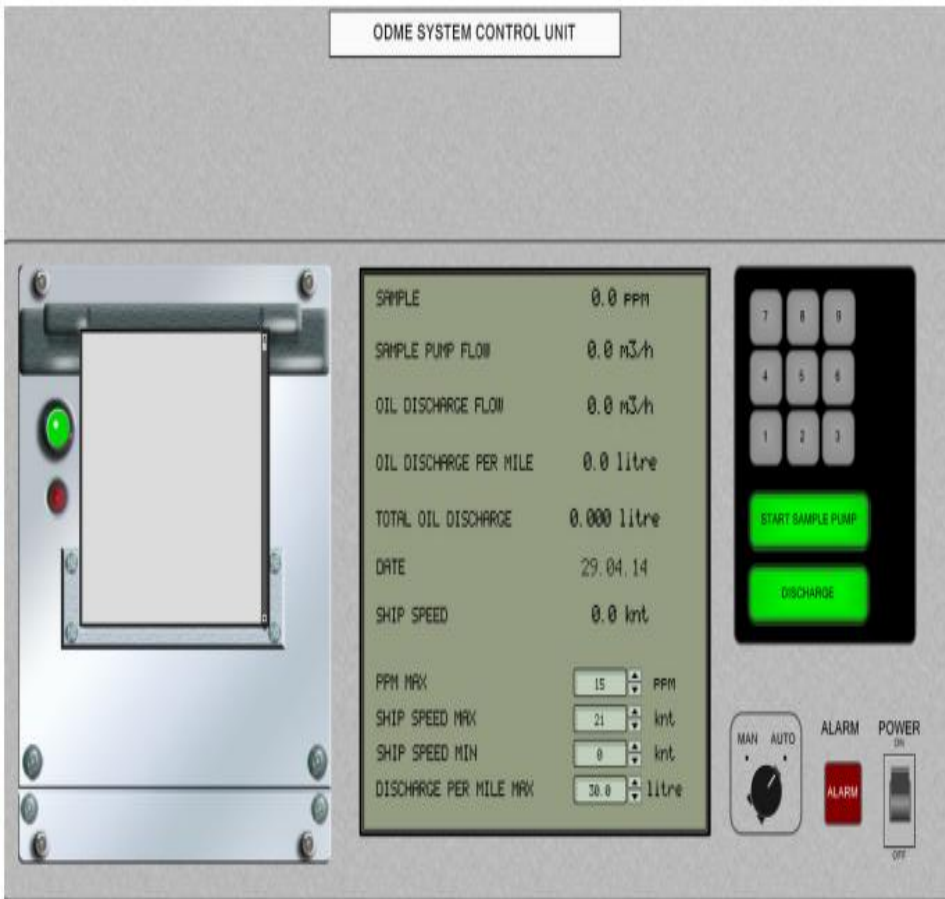 ODME SYSTEM CONTROL UNIT
SAMPLE 0.0 PPM
SAMPLE PUMP FLOW 0.0 m3/h
OIL DISCHARGE FLOW 0.0 m3/h
OIL DISCHARGE PER MILE 0.0 litre
TOTAL OIL DISCHARGE 0.000 litre
DATE 29.04.14
SHIP SPEED 0.0 knt
PPM MAX 15 PPM
SHIP SPEED MAX 21 knt
SHIP SPEED MIN 0 knt
DISCHARGE PER MILE MAX 30.0 litre
7 8 9
4 5 6
1 2 3
START SAMPLE PUMP
DISCHARGE
MAN AUTO
ALARM
ALARM
POWER
ON
OFF